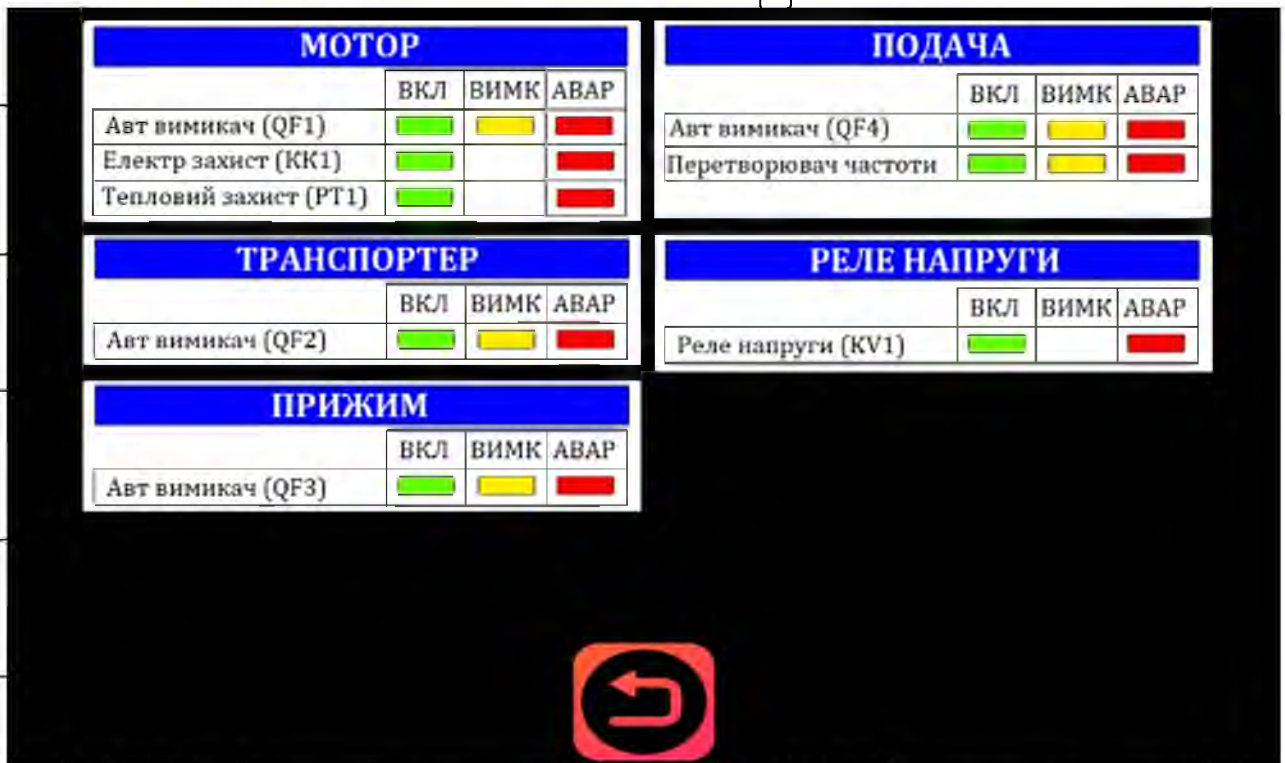 МОТОР
ВКЛ ВИМК АВАР
Авт вимикач (QF1)
Електр захист (КК1)
Тепловий захист (РТ1)
ПОДАЧА
ВКЛ ВИМК АВАР
Авт вимикач (QF4)
Перетворювач частоти
ТРАНСПОРТЕР
ВКЛ ВИМК АВАР
Авт вимикач (QF2)
РЕЛЕ НАПРУГИ
ВКЛ ВИМК АВАР
Реле напруги (KV1)
ПРИЖИМ
ВКЛ ВИМК АВАР
Авт вимикач (QF3)